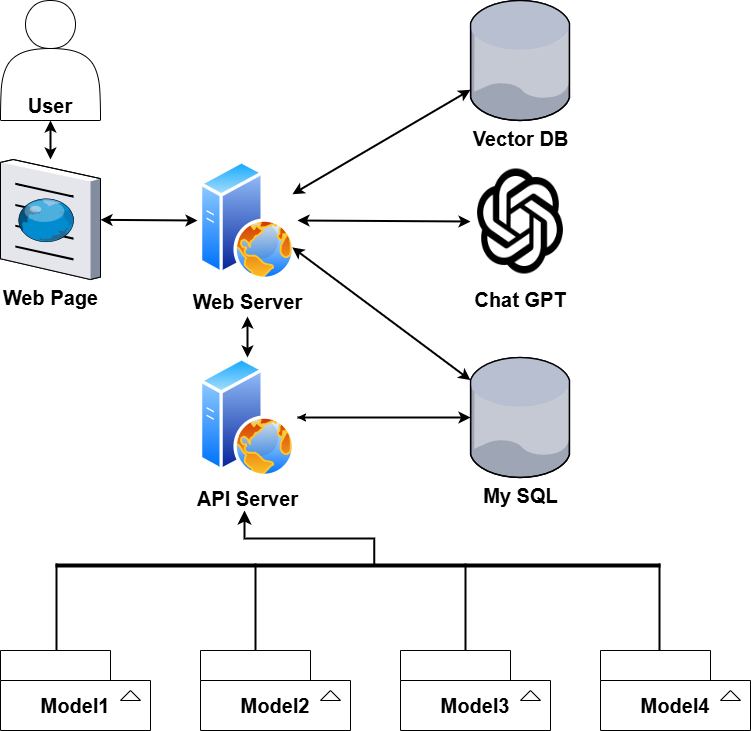 User
Vector DB
Web Page
Web Server
Chat GPT
API Server
My SQL
Model1
Model2
Model3
Model4